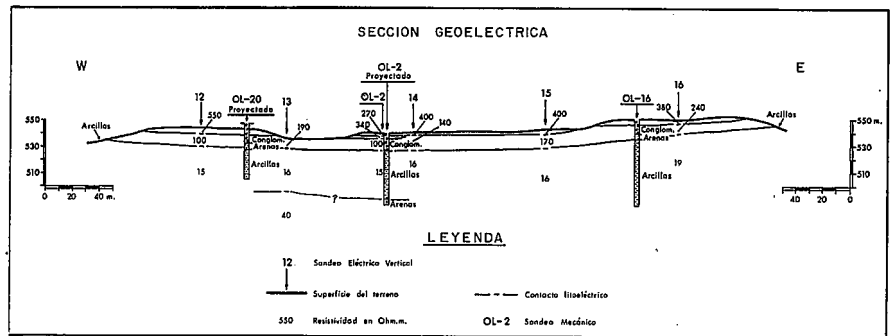 SECCION GEOELECTRICA
W
E
OL-2
Proyectado
OL-20
Proyectado
OL-2
OL-16
12
13
14
15
16
550
190
270
340
400
140
400
380
240
Arcillas
Arcillas
550
530
510
550 m.
530
510
100
Conglom.
Arenas
100
Conglom.
170
Conglom.
Arenas
15
Arcillas
16
15
16
Arcillas
16
Arcillas
19
?
40
Arenas
0 20 40 m.
40 20 0
LEYENDA
12 Sondeo Eléctrico Vertical
Superficie del terreno
Contacto litoeléctrico
550 Resistividad en Ohm.m.
OL-2 Sondeo Mecánico